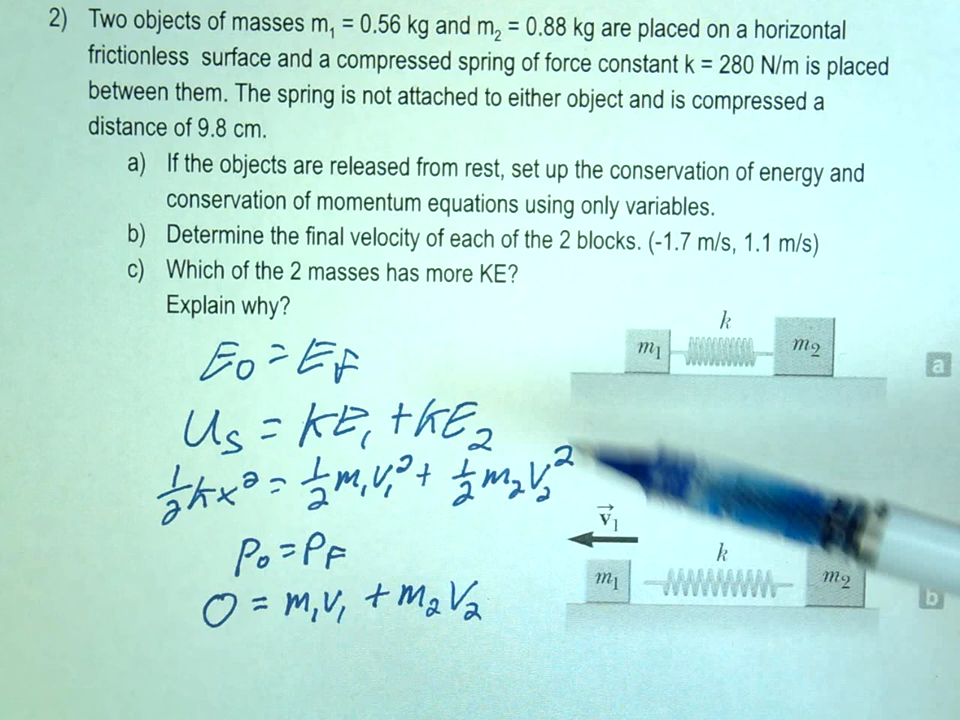 2) Two objects of masses m₁ = 0.56 kg and m₂ = 0.88 kg are placed on a horizontal
frictionless surface and a compressed spring of force constant k = 280 N/m is placed
between them. The spring is not attached to either object and is compressed a
distance of 9.8 cm.
a) If the objects are released from rest, set up the conservation of energy and
conservation of momentum equations using only variables.
b) Determine the final velocity of each of the 2 blocks. (-1.7 m/s, 1.1 m/s)
c) Which of the 2 masses has more KE?
Explain why?
k
m₁ m₂
a
E₀ = E_F
U_S = KE₁ + KE₂
½kx² = ½m₁v₁² + ½m₂v₂²
v⃗₁
P₀ = P_F
k
m₁ m₂
b
0 = m₁v₁ + m₂v₂